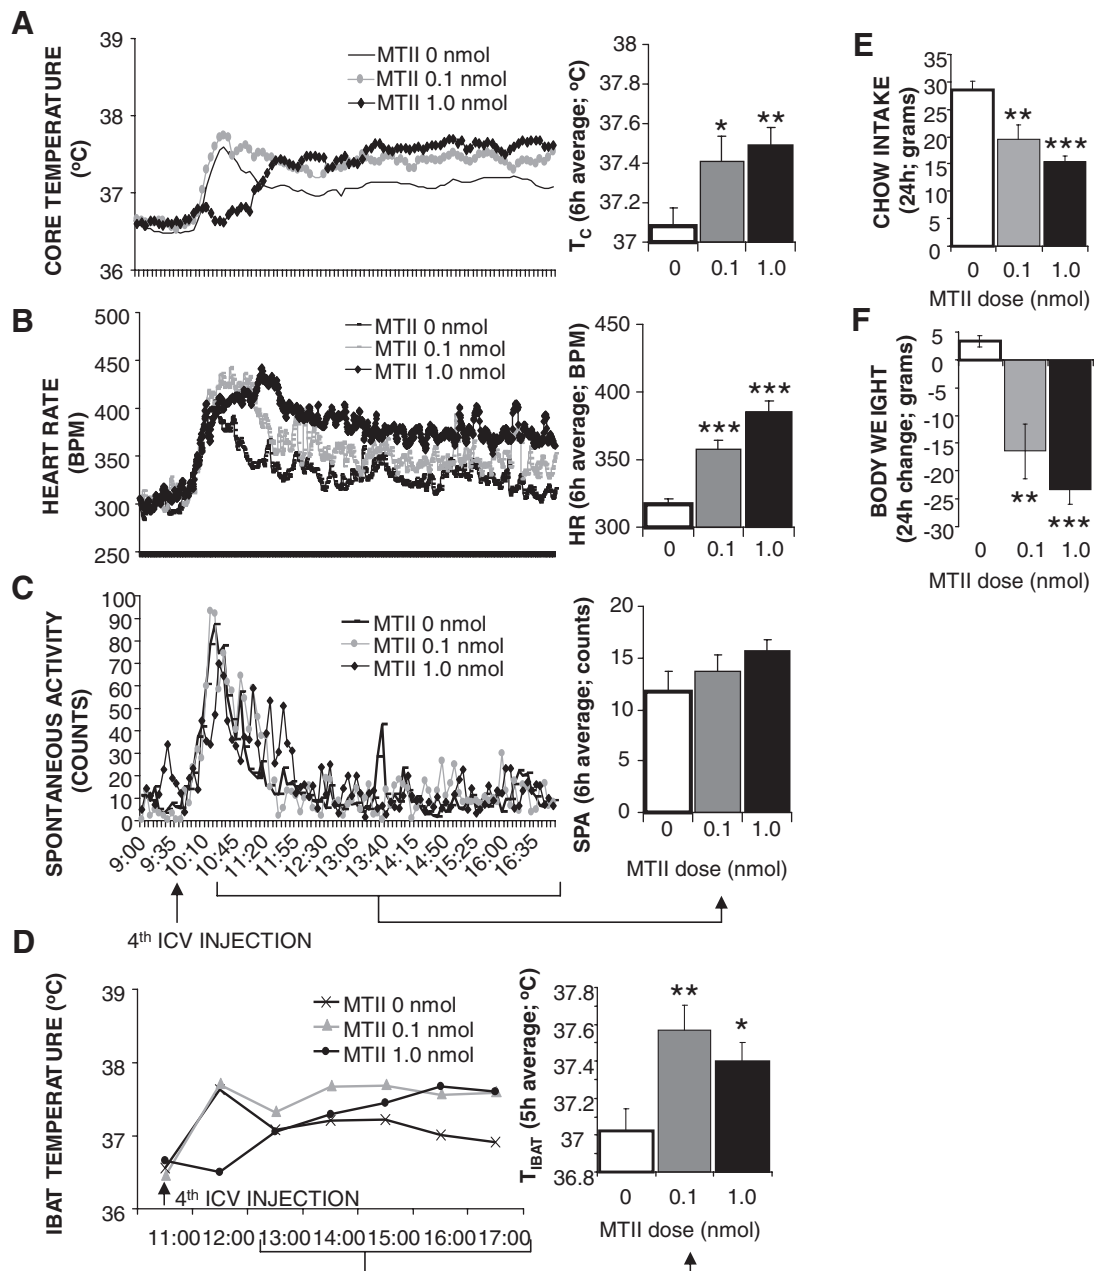 A
CORE TEMPERATURE
(ºC)
39
38
37
36
MTII 0 nmol
MTII 0.1 nmol
MTII 1.0 nmol
TC (6h average; ºC)
38
37.8
37.6
37.4
37.2
37
*
**
0 0.1 1.0
B
HEART RATE
(BPM)
500
450
400
350
300
250
MTII 0 nmol
MTII 0.1 nmol
MTII 1.0 nmol
HR (6h average; BPM)
450
400
350
300
***
***
0 0.1 1.0
C
SPONTANEOUS ACTIVITY
(COUNTS)
100
90
80
70
60
50
40
30
20
10
0
MTII 0 nmol
MTII 0.1 nmol
MTII 1.0 nmol
9:00 9:35 10:10 10:45 11:20 11:55 12:30 13:05 13:40 14:15 14:50 15:25 16:00 16:35
4th ICV INJECTION
SPA (6h average; counts)
20
15
10
5
0
0 0.1 1.0
MTII dose (nmol)
D
IBAT TEMPERATURE (ºC)
39
38
37
36
MTII 0 nmol
MTII 0.1 nmol
MTII 1.0 nmol
4th ICV INJECTION
11:00 12:00 13:00 14:00 15:00 16:00 17:00
TIBAT (5h average; ºC)
37.8
37.6
37.4
37.2
37
36.8
**
*
0 0.1 1.0
MTII dose (nmol)
E
CHOW INTAKE
(24h; grams)
35
30
25
20
15
10
5
0
**
***
0 0.1 1.0
MTII dose (nmol)
F
BODY WEIGHT
(24h change; grams)
5
0
-5
-10
-15
-20
-25
-30
**
***
0 0.1 1.0
MTII dose (nmol)